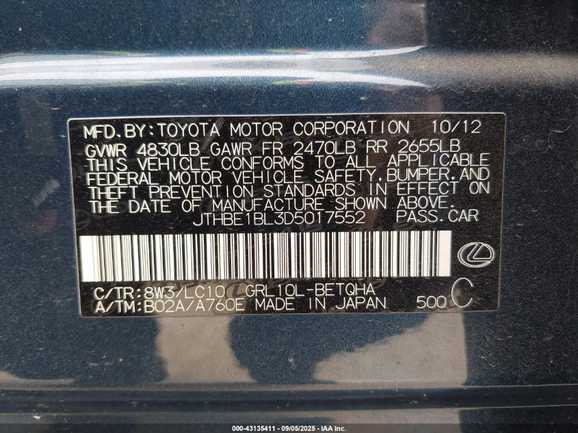 MFD.BY:TOYOTA MOTOR CORPORATION 10/12
GVWR 4830LB GAWR FR 2470LB RR 2655LB
THIS VEHICLE CONFORMS TO ALL APPLICABLE
FEDERAL MOTOR VEHICLE SAFETY,BUMPER,AND
THEFT PREVENTION STANDARDS IN EFFECT ON
THE DATE OF MANUFACTURE SHOWN ABOVE.
JTHBE1BL3D5017552 PASS.CAR
C/TR:8W3/LC10 GRL10L-BETQHA
A/TM:B02A/A760E MADE IN JAPAN 500 C
000-43135411 - 09/05/2025 - IAA Inc.